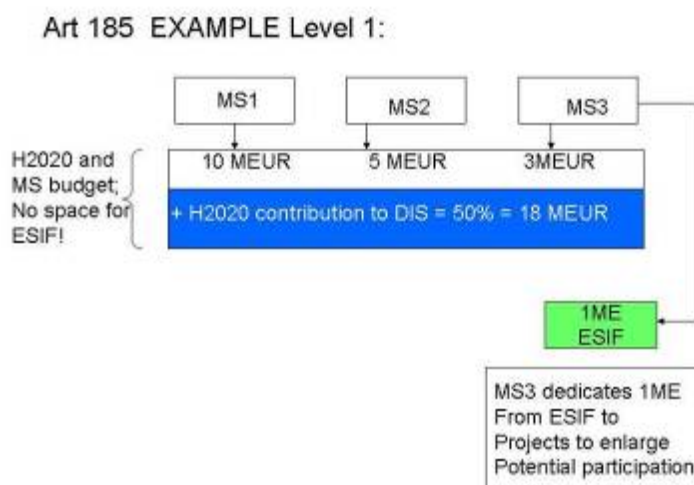 Art 185 EXAMPLE Level 1:
MS1
MS2
MS3
H2020 and
MS budget;
No space for
ESIF!
10 MEUR
5 MEUR
3MEUR
+ H2020 contribution to DIS = 50% = 18 MEUR
1ME
ESIF
MS3 dedicates 1ME
From ESIF to
Projects to enlarge
Potential participation